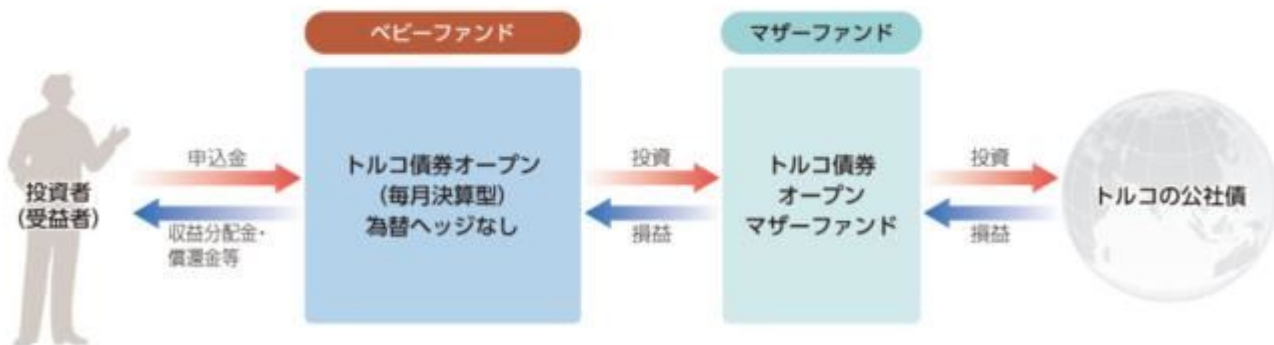 ベビーファンド
マザーファンド
投資者
(受益者)
申込金
収益分配金・
償還金等
トルコ債券オープン
(毎月決算型)
為替ヘッジなし
投資
損益
トルコ債券
オープン
マザーファンド
投資
損益
トルコの公社債